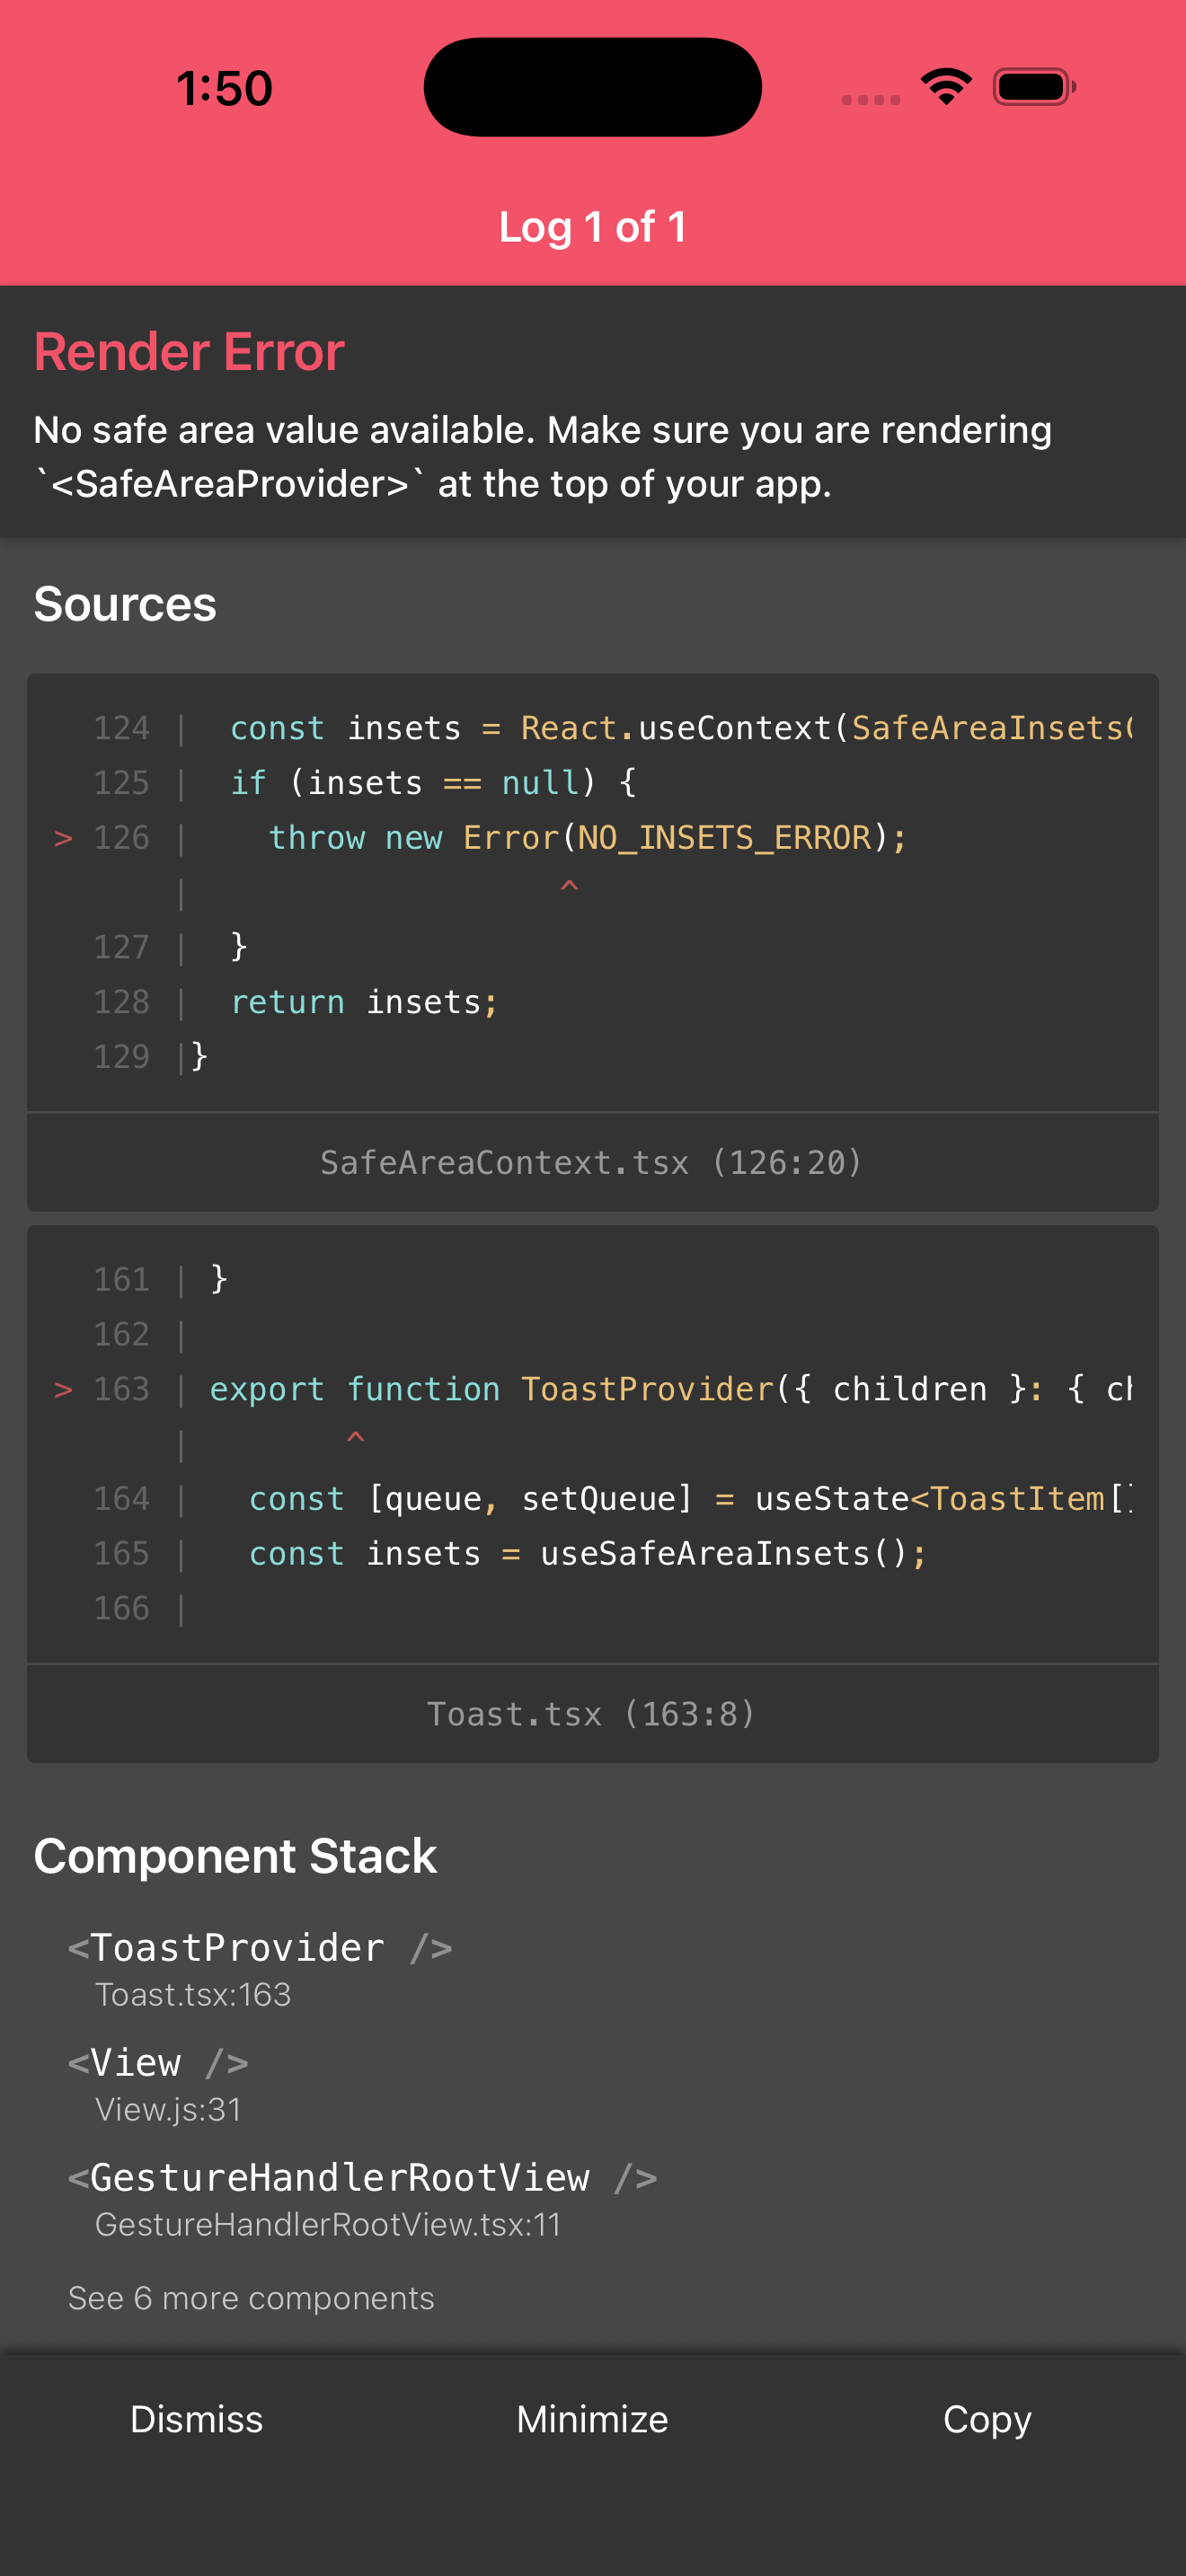 1:50
Log 1 of 1
Render Error
No safe area value available. Make sure you are rendering
`<SafeAreaProvider>` at the top of your app.
Sources
124 |  const insets = React.useContext(SafeAreaInsets
125 |  if (insets == null) {
> 126 |    throw new Error(NO_INSETS_ERROR);
|                   ^
127 |  }
128 |  return insets;
129 |}
SafeAreaContext.tsx (126:20)
161 | }
162 |
> 163 | export function ToastProvider({ children }: { ch
|        ^
164 |   const [queue, setQueue] = useState<ToastItem[]
165 |   const insets = useSafeAreaInsets();
166 |
Toast.tsx (163:8)
Component Stack
<ToastProvider />
Toast.tsx:163
<View />
View.js:31
<GestureHandlerRootView />
GestureHandlerRootView.tsx:11
See 6 more components
Dismiss Minimize Copy